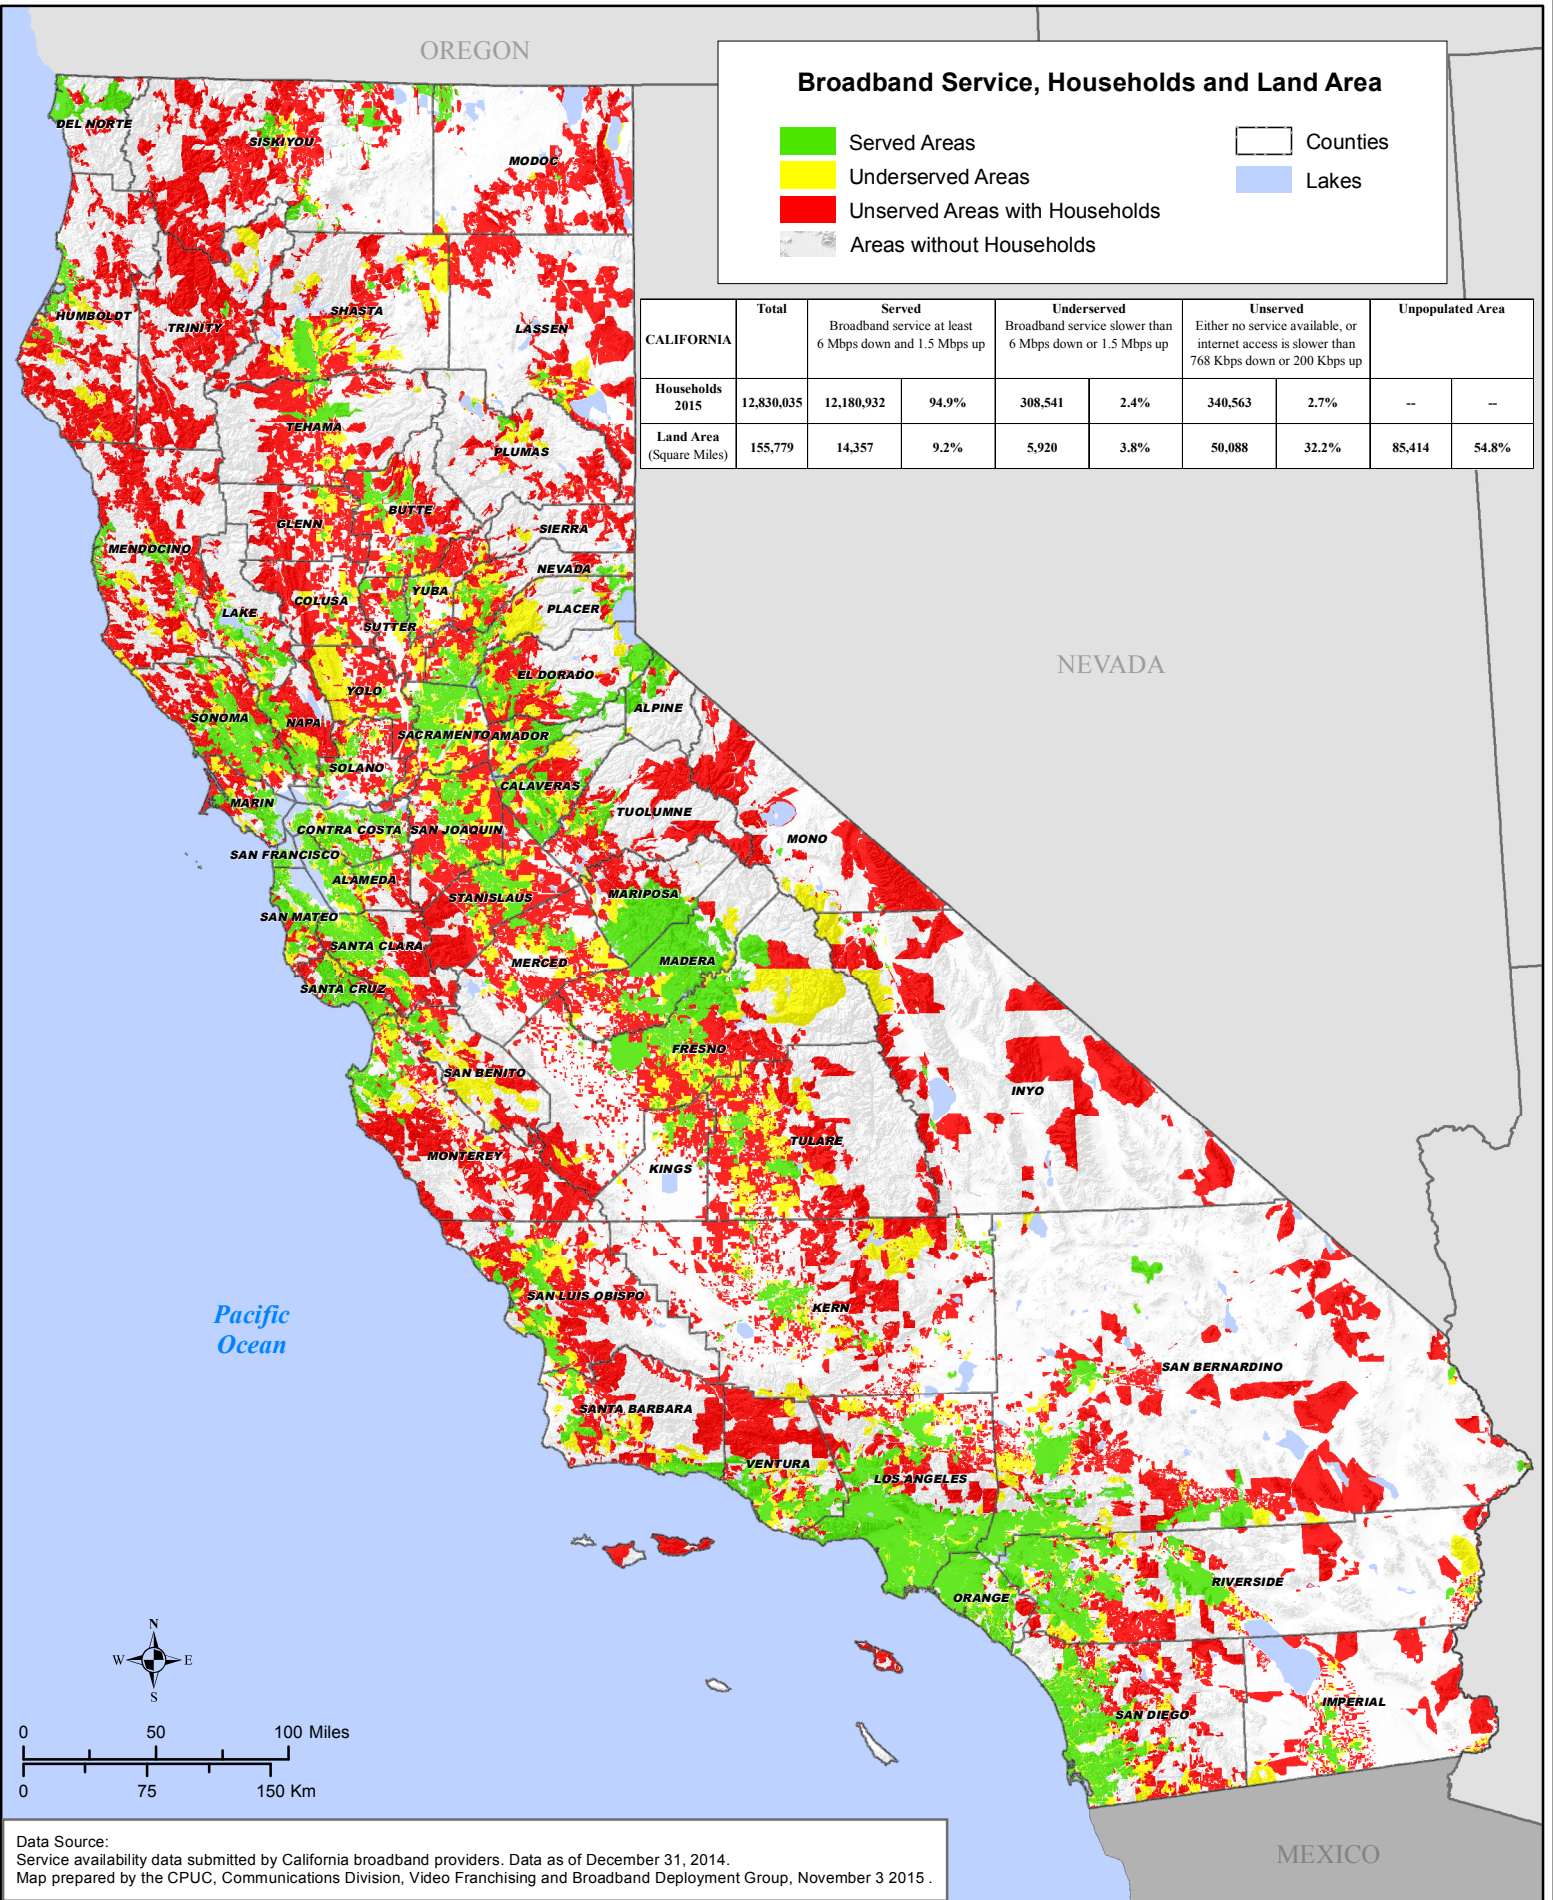 OREGON
Broadband Service, Households and Land Area
Served Areas
Underserved Areas
Unserved Areas with Households
Areas without Households
Counties
Lakes
CALIFORNIA
Total
Served
Broadband service at least
6 Mbps down and 1.5 Mbps up
Underserved
Broadband service slower than
6 Mbps down or 1.5 Mbps up
Unserved
Either no service available, or
internet access is slower than
768 Kbps down or 200 Kbps up
Unpopulated Area
Households
2015
12,830,035 12,180,932 94.9% 308,541 2.4% 340,563 2.7% -- --
Land Area
(Square Miles)
155,779 14,357 9.2% 5,920 3.8% 50,088 32.2% 85,414 54.8%
DEL NORTE
SISKIYOU
MODOC
HUMBOLDT
TRINITY
SHASTA
LASSEN
TEHAMA
PLUMAS
GLENN
BUTTE
SIERRA
MENDOCINO
NEVADA
COLUSA
YUBA
PLACER
LAKE
SUTTER
NEVADA
EL DORADO
YOLO
ALPINE
SONOMA
NAPA
SACRAMENTO
AMADOR
SOLANO
CALAVERAS
MARIN
TUOLUMNE
CONTRA COSTA
SAN JOAQUIN
MONO
SAN FRANCISCO
ALAMEDA
STANISLAUS
MARIPOSA
SAN MATEO
SANTA CLARA
MERCED
MADERA
SANTA CRUZ
FRESNO
SAN BENITO
INYO
MONTEREY
TULARE
KINGS
SAN LUIS OBISPO
KERN
Pacific
Ocean
SAN BERNARDINO
SANTA BARBARA
VENTURA
LOS ANGELES
ORANGE
RIVERSIDE
SAN DIEGO
IMPERIAL
N
W E
S
0 50 100 Miles
0 75 150 Km
MEXICO
Data Source:
Service availability data submitted by California broadband providers. Data as of December 31, 2014.
Map prepared by the CPUC, Communications Division, Video Franchising and Broadband Deployment Group, November 3 2015 .